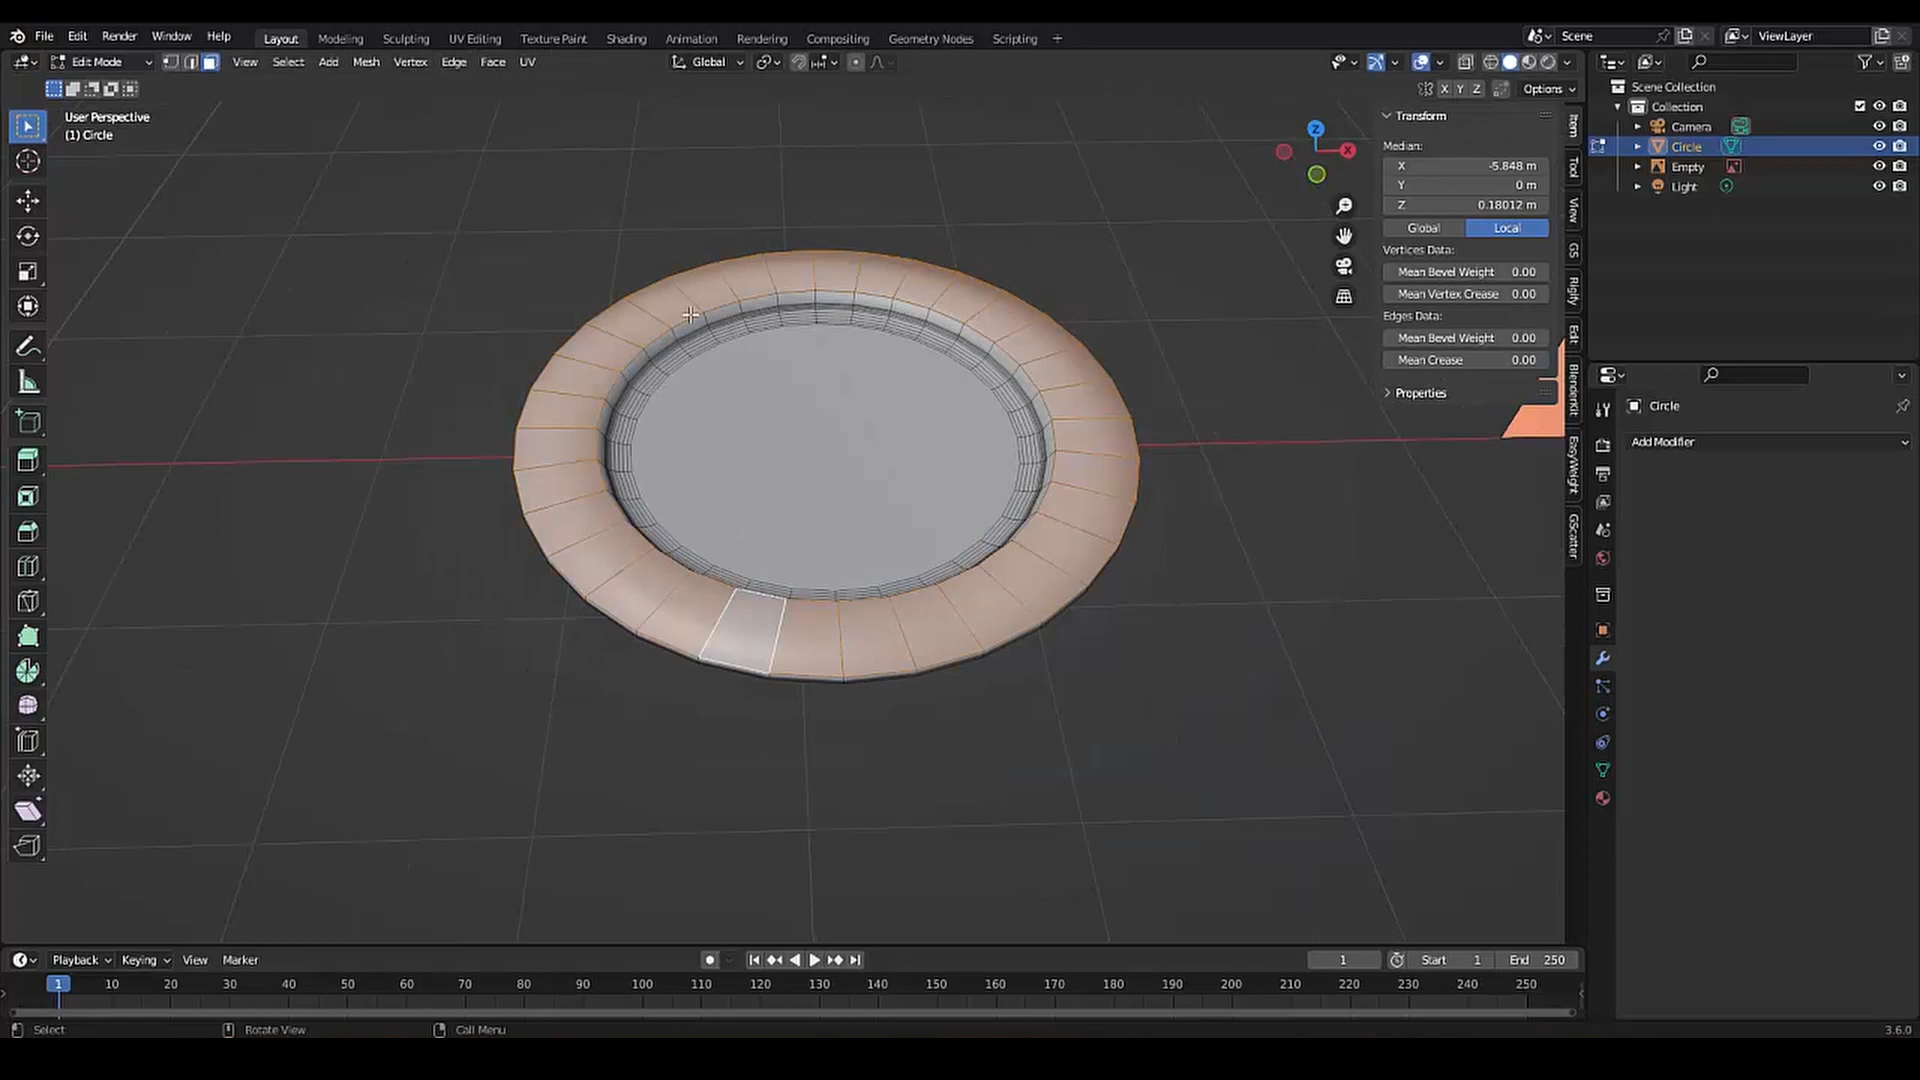 File Edit Render Window Help Layout Modeling Sculpting UV Editing Texture Paint Shading Animation Rendering Compositing Geometry Nodes Scripting + Scene ViewLayer
Edit Mode View Select Add Mesh Vertex Edge Face UV Global
X Y Z Options
User Perspective
(1) Circle
Z
X
Transform
Median:
X -5.848 m
Y 0 m
Z 0.18012 m
Global Local
Vertices Data:
Mean Bevel Weight 0.00
Mean Vertex Crease 0.00
Edges Data:
Mean Bevel Weight 0.00
Mean Crease 0.00
Properties
Item
Tool
View
GS
Rigify
Edit
BlenderKit
EasyWeight
GScatter
Scene Collection
Collection
Camera
Circle
Empty
Light
Circle
Add Modifier
Playback Keying View Marker 1 Start 1 End 250
1 10 20 30 40 50 60 70 80 90 100 110 120 130 140 150 160 170 180 190 200 210 220 230 240 250
Select Rotate View Call Menu 3.6.0